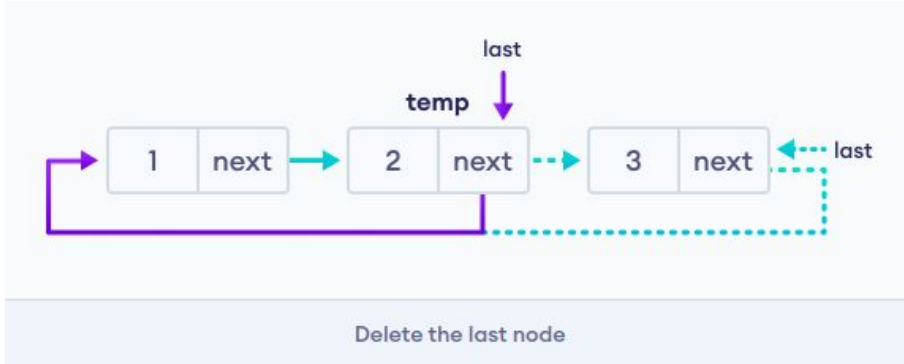 last
temp
1 next 2 next 3 next last
Delete the last node